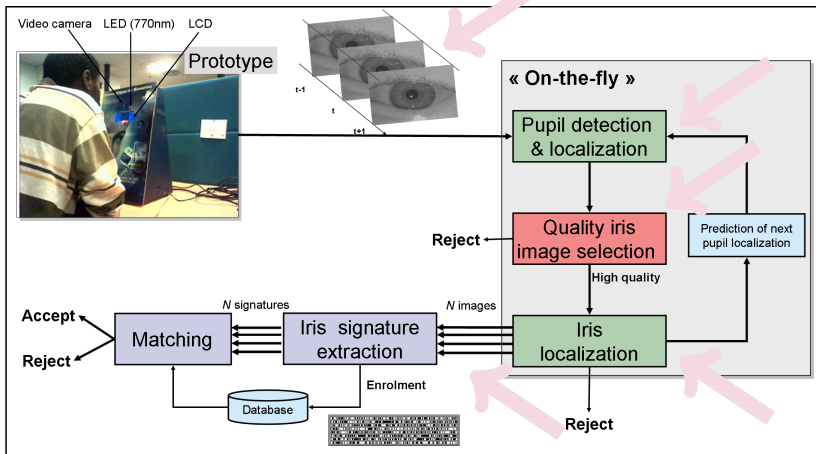 Video camera
LED (770nm)
LCD
Prototype
t-1
t
t+1
« On-the-fly »
Pupil detection
& localization
Quality iris
image selection
Reject
Prediction of next
pupil localization
High quality
Iris
localization
Reject
N images
Iris signature
extraction
N signatures
Matching
Accept
Reject
Enrolment
Database